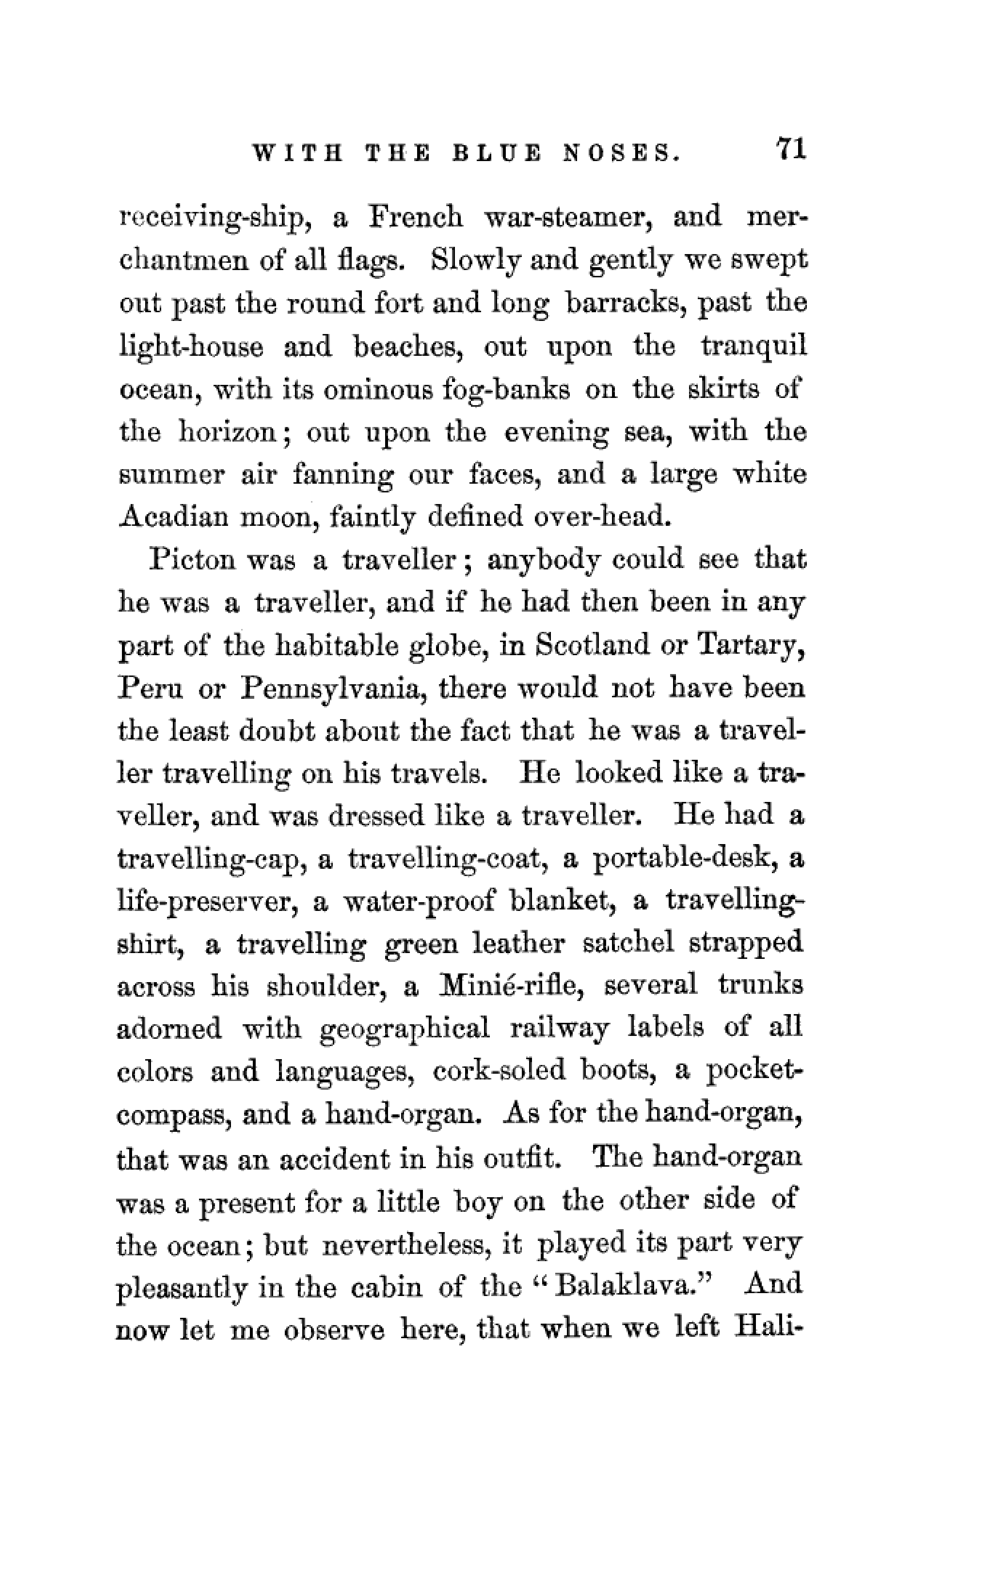 WITH THE BLUE NOSES. 71
receiving-ship, a French war-steamer, and mer-
chantmen of all flags. Slowly and gently we swept
out past the round fort and long barracks, past the
light-house and beaches, out upon the tranquil
ocean, with its ominous fog-banks on the skirts of
the horizon; out upon the evening sea, with the
summer air fanning our faces, and a large white
Acadian moon, faintly defined over-head.
Picton was a traveller; anybody could see that
he was a traveller, and if he had then been in any
part of the habitable globe, in Scotland or Tartary,
Peru or Pennsylvania, there would not have been
the least doubt about the fact that he was a travel-
ler travelling on his travels. He looked like a tra-
veller, and was dressed like a traveller. He had a
travelling-cap, a travelling-coat, a portable-desk, a
life-preserver, a water-proof blanket, a travelling-
shirt, a travelling green leather satchel strapped
across his shoulder, a Minié-rifle, several trunks
adorned with geographical railway labels of all
colors and languages, cork-soled boots, a pocket-
compass, and a hand-organ. As for the hand-organ,
that was an accident in his outfit. The hand-organ
was a present for a little boy on the other side of
the ocean; but nevertheless, it played its part very
pleasantly in the cabin of the “Balaklava.” And
now let me observe here, that when we left Hali-